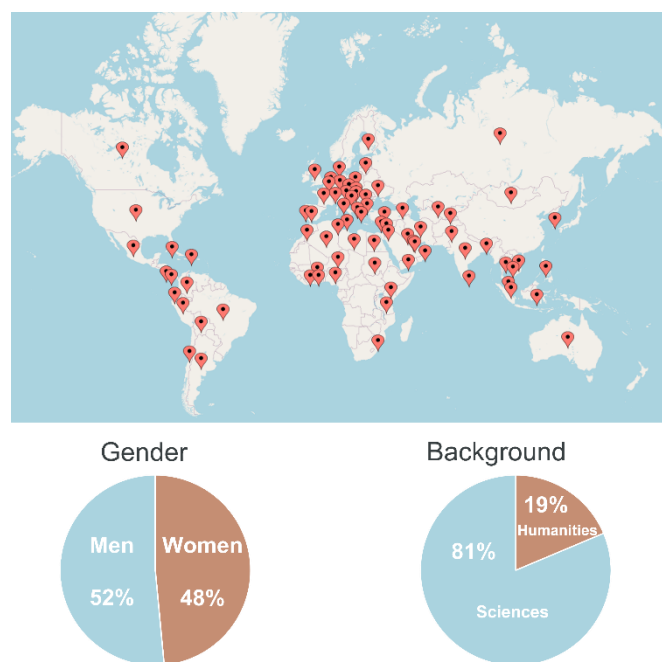 Gender
Background
Men
Women
52%
48%
19%
Humanities
81%
Sciences